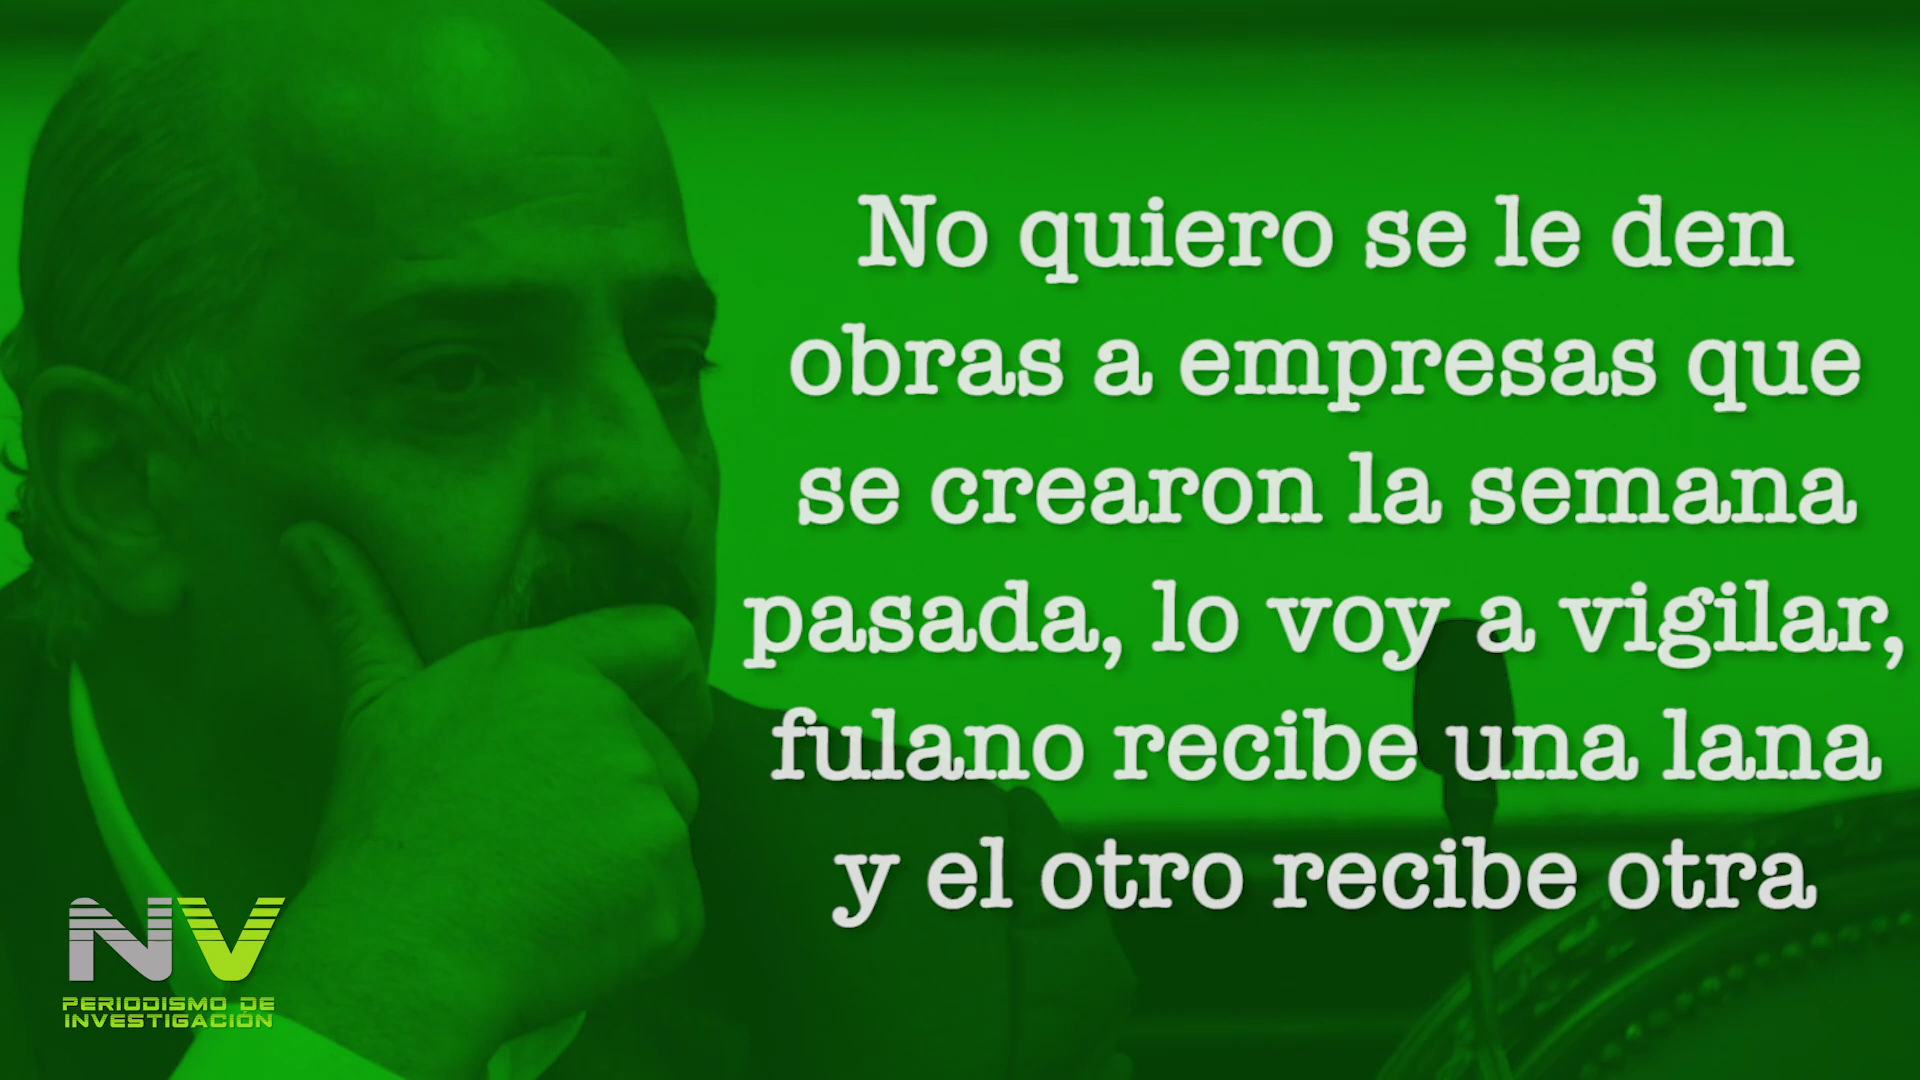 No quiero se le den
obras a empresas que
se crearon la semana
pasada, lo voy a vigilar,
fulano recibe una lana
y el otro recibe otra
NV
PERIODISMO DE
INVESTIGACIÓN